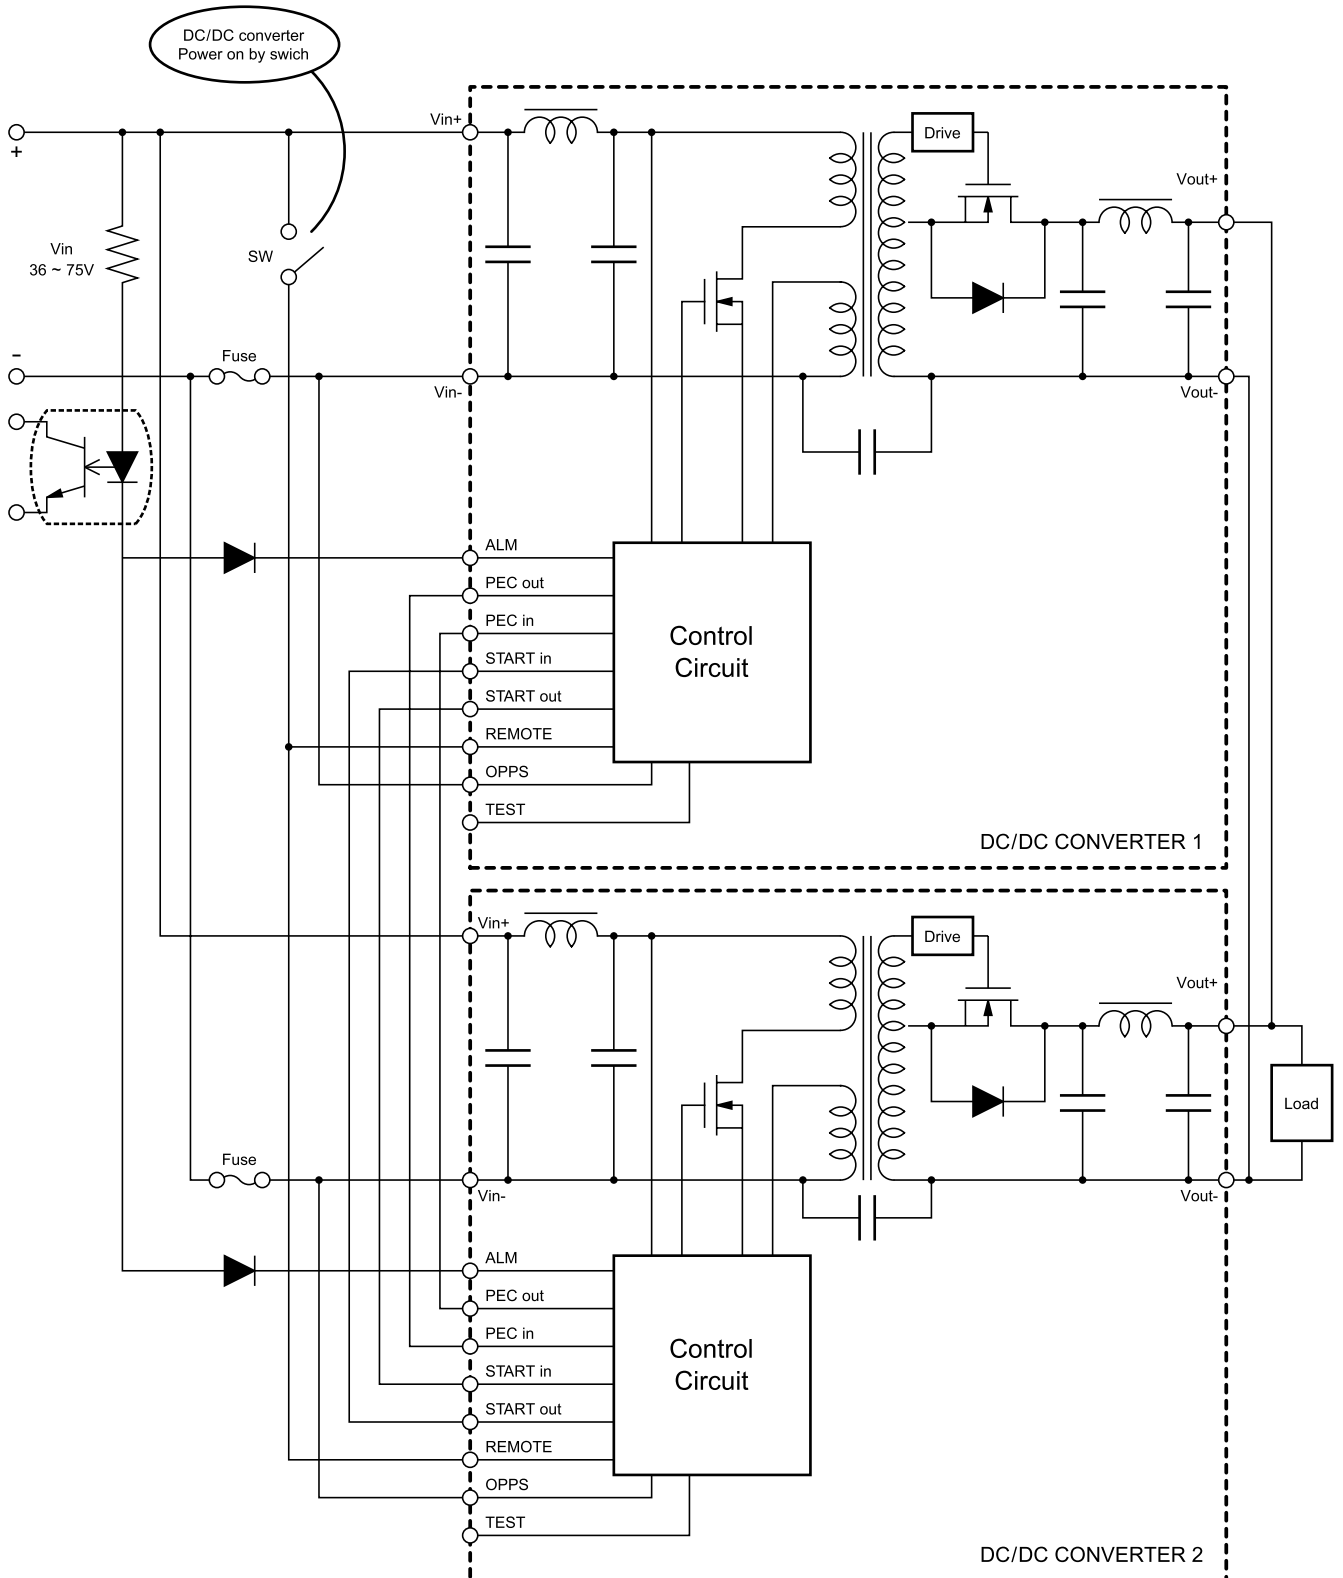 DC/DC converter
Power on by swich
Vin+
+
Drive
Vout+
SW
Vin
36 ~ 75V
-
Fuse
Vin-
Vout-
ALM
PEC out
PEC in
START in
START out
REMOTE
OPPS
TEST
Control
Circuit
DC/DC CONVERTER 1
Vin+
Drive
Vout+
Load
Fuse
Vin-
Vout-
ALM
PEC out
PEC in
START in
START out
REMOTE
OPPS
TEST
Control
Circuit
DC/DC CONVERTER 2